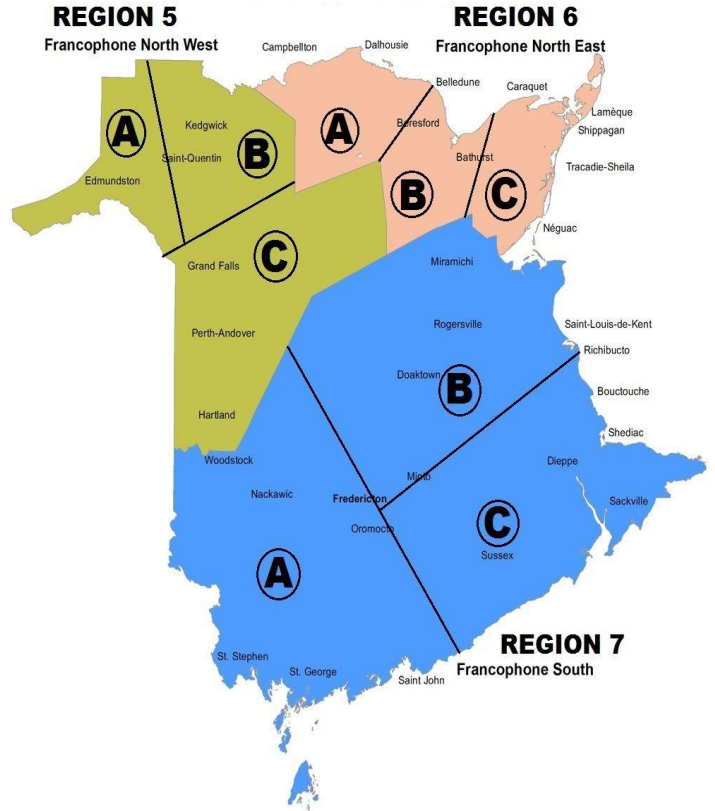 REGION 5
Francophone North West
REGION 6
Francophone North East
Campbellton
Dalhousie
Belledune
Caraquet
Lamèque
Shippagan
Kedgwick
A
A
Beresford
Saint-Quentin
B
Bathurst
Tracadie-Sheila
Edmundston
B
C
Néguac
Grand Falls
C
Miramichi
Perth-Andover
Rogersville
Saint-Louis-de-Kent
Richibucto
Doaktown
B
Bouctouche
Hartland
Shediac
Woodstock
Dieppe
Minto
Nackawic
Fredericton
Sackville
Oromocto
C
Sussex
A
REGION 7
Francophone South
St. Stephen
St. George
Saint John